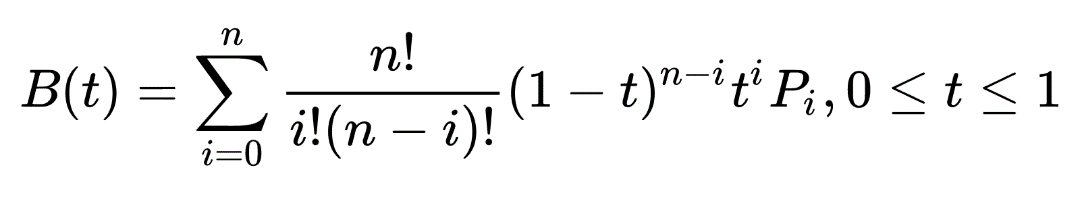 B(t) = \sum_{i=0}^{n} \frac{n!}{i!(n-i)!}(1-t)^{n-i}t^{i}P_{i}, 0 \leq t \leq 1